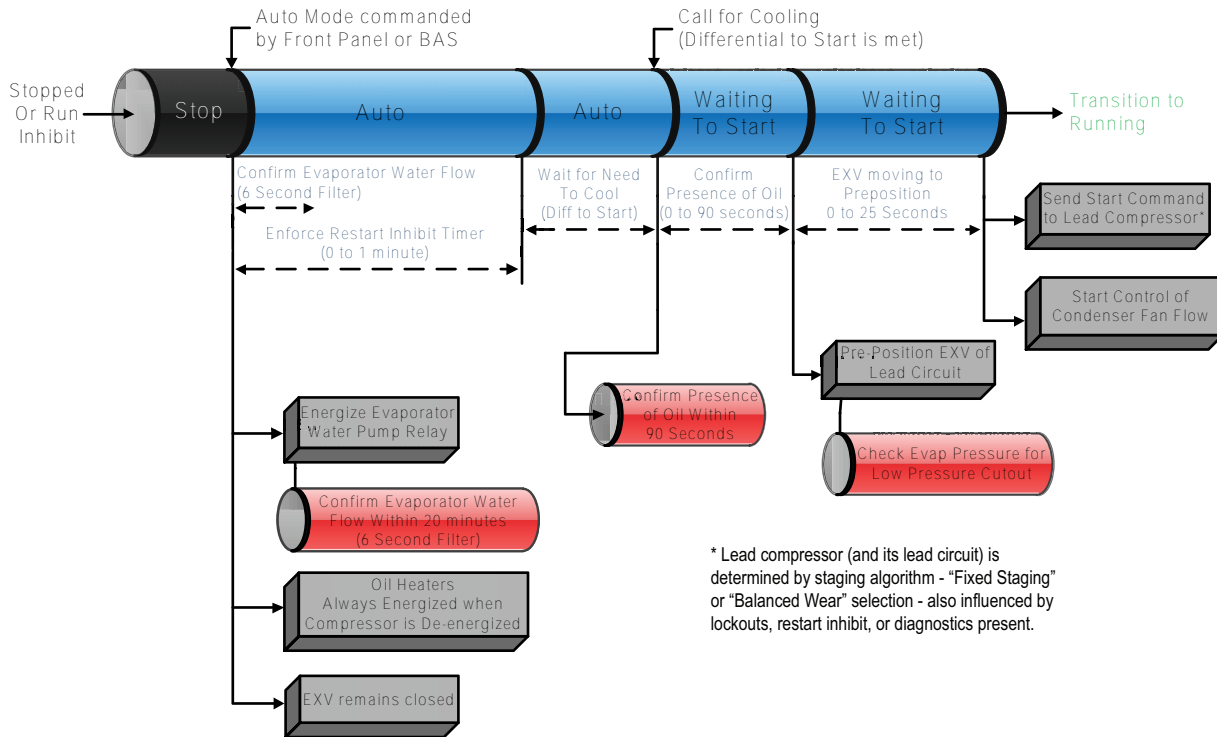 Auto Mode commanded
by Front Panel or BAS
Call for Cooling
(Differential to Start is met)
Stopped
Or Run
Inhibit
Stop
Auto
Auto
Waiting
To Start
Waiting
To Start
Transition to
Running
Confirm Evaporator Water Flow
(6 Second Filter)
Enforce Restart Inhibit Timer
(0 to 1 minute)
Wait for Need
To Cool
(Diff to Start)
Confirm
Presence of Oil
(0 to 90 seconds)
EXV moving to
Preposition
0 to 25 Seconds
Send Start Command
to Lead Compressor*
Start Control of
Condenser Fan Flow
Pre-Position EXV of
Lead Circuit
Check Evap Pressure for
Low Pressure Cutout
Confirm Presence
of Oil Within
90 Seconds
Energize Evaporator
Water Pump Relay
Confirm Evaporator Water
Flow Within 20 minutes
(6 Second Filter)
Oil Heaters
Always Energized when
Compressor is De-energized
EXV remains closed
* Lead compressor (and its lead circuit) is
determined by staging algorithm - “Fixed Staging”
or “Balanced Wear” selection - also influenced by
lockouts, restart inhibit, or diagnostics present.